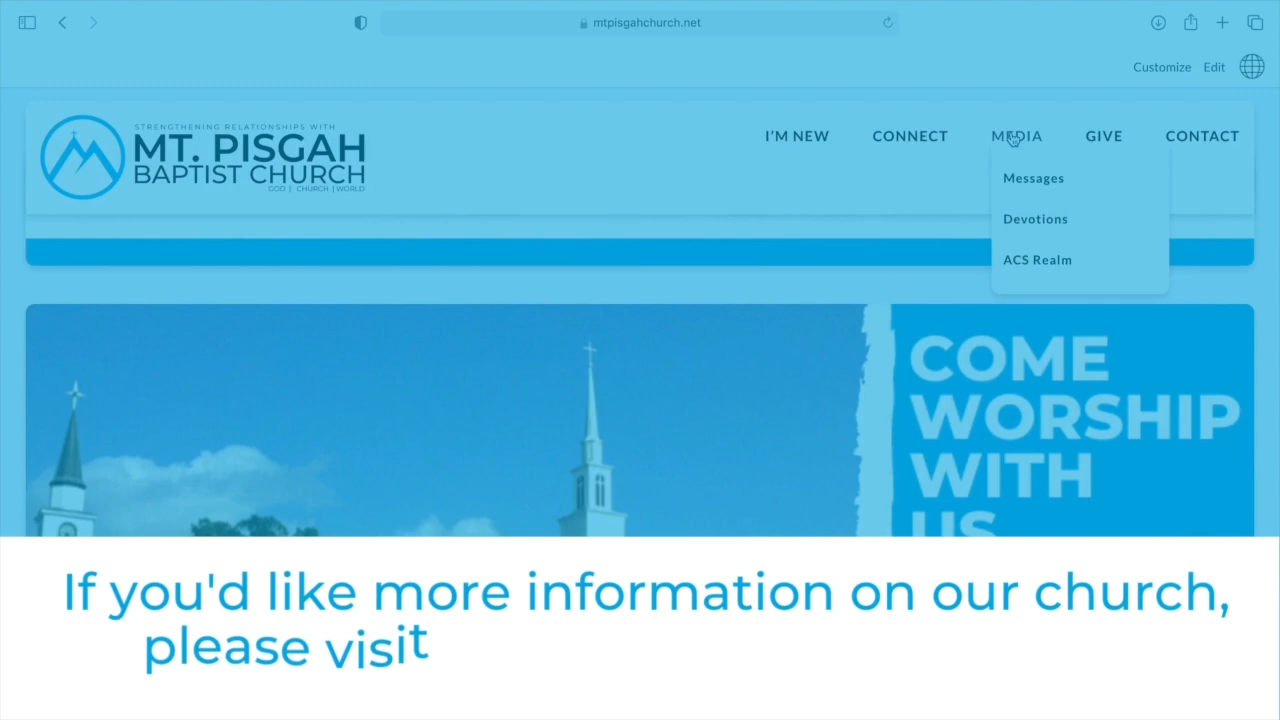 mtpisgahchurch.net
Customize Edit
STRENGTHENING RELATIONSHIPS WITH
MT. PISGAH
BAPTIST CHURCH
GOD | CHURCH | WORLD
I'M NEW CONNECT MEDIA GIVE CONTACT
Messages
Devotions
ACS Realm
COME
WORSHIP
WITH
US
If you'd like more information on our church,
please visit